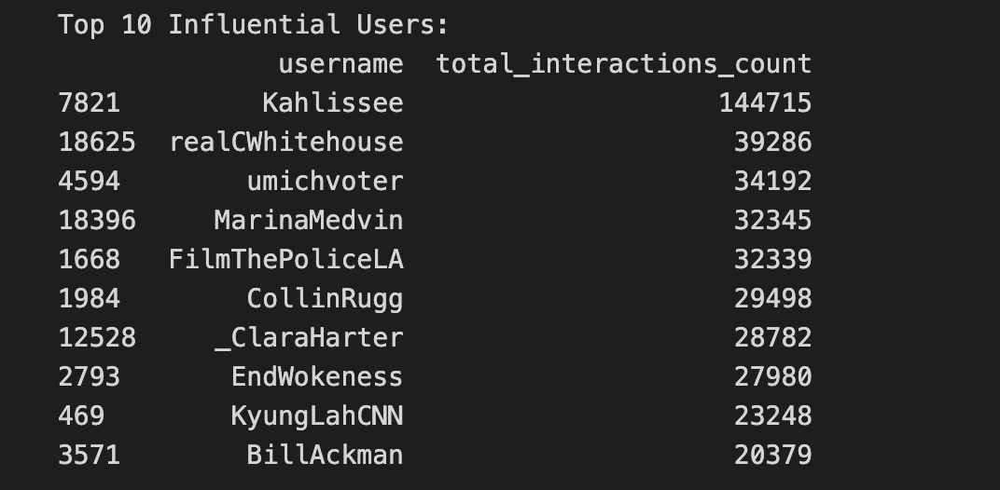 Top 10 Influential Users:
username total_interactions_count
7821 Kahlissee 144715
18625 realCWhitehouse 39286
4594 umichvoter 34192
18396 MarinaMedvin 32345
1668 FilmThePoliceLA 32339
1984 CollinRugg 29498
12528 _ClaraHarter 28782
2793 EndWokeness 27980
469 KyungLahCNN 23248
3571 BillAckman 20379